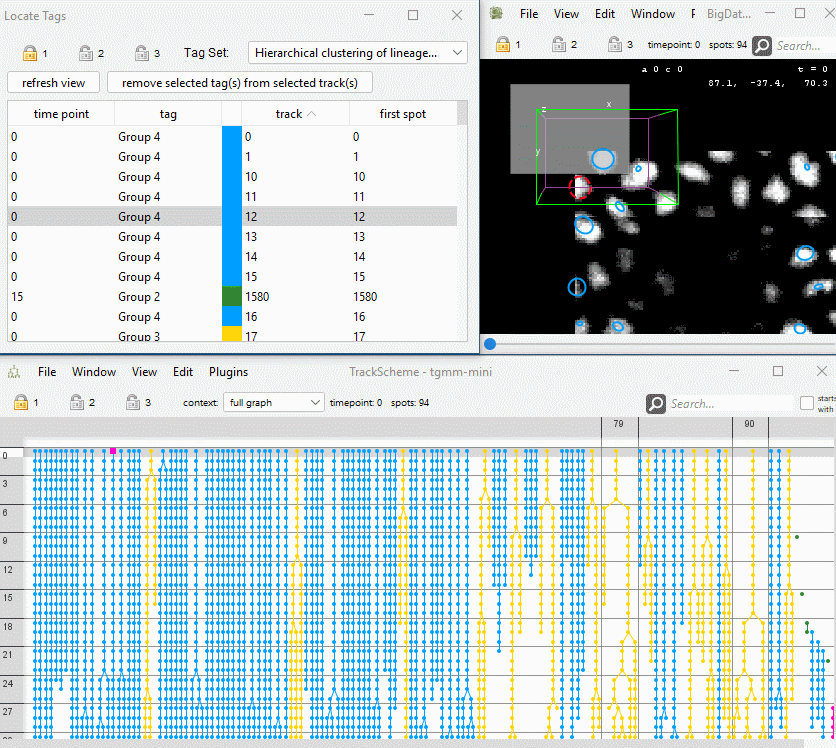 Locate Tags
1 2 3 Tag Set: Hierarchical clustering of lineage...
refresh view remove selected tag(s) from selected track(s)
time point tag track first spot
0 Group 4 0 0
0 Group 4 1 1
0 Group 4 10 10
0 Group 4 11 11
0 Group 4 12 12
0 Group 4 13 13
0 Group 4 14 14
0 Group 4 15 15
15 Group 2 1580 1580
0 Group 4 16 16
0 Group 3 17 17
File View Edit Window BigDat...
1 2 3 timepoint: 0 spots: 94 Search...
a 0 c 0 t = 0
87.1, -37.4, 70.3
z x
y
File Window View Edit Plugins TrackScheme - tgmm-mini
1 2 3 context: full graph timepoint: 0 spots: 94 Search... starts with
79 90
0
3
6
9
12
15
18
21
24
27